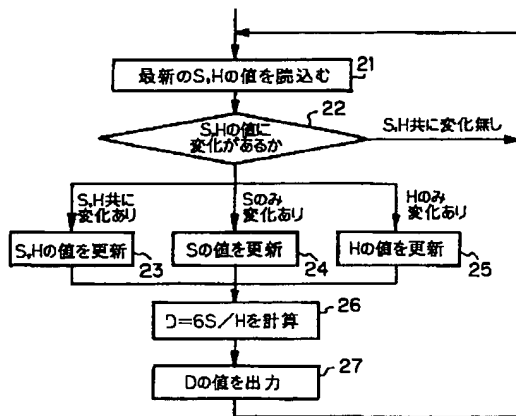 最新のS,Hの値を読込む
21
22
S,Hの値に
変化があるか
S,H共に変化無し
S,H共に
変化あり
Sのみ
変化あり
Hのみ
変化あり
S,Hの値を更新
23
Sの値を更新
24
Hの値を更新
25
D=6S/Hを計算
26
Dの値を出力
27